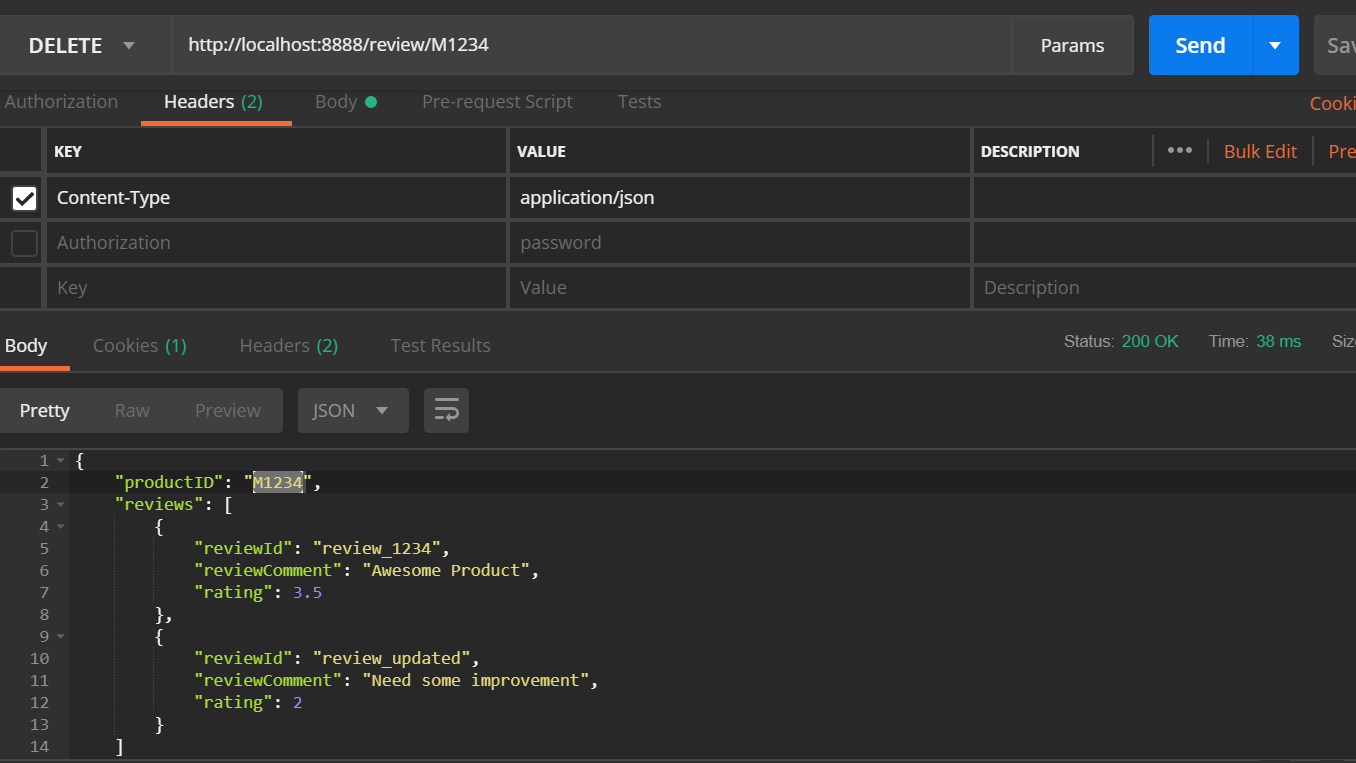 DELETE http://localhost:8888/review/M1234 Params Send Sav
Authorization Headers (2) Body Pre-request Script Tests Cooki
KEY VALUE DESCRIPTION ••• Bulk Edit Pre
Content-Type application/json
Authorization password
Key Value Description
Body Cookies (1) Headers (2) Test Results Status: 200 OK Time: 38 ms Siz
Pretty Raw Preview JSON
1 {
2 "productID": "M1234",
3 "reviews": [
4 {
5 "reviewId": "review_1234",
6 "reviewComment": "Awesome Product",
7 "rating": 3.5
8 },
9 {
10 "reviewId": "review_updated",
11 "reviewComment": "Need some improvement",
12 "rating": 2
13 }
14 ]